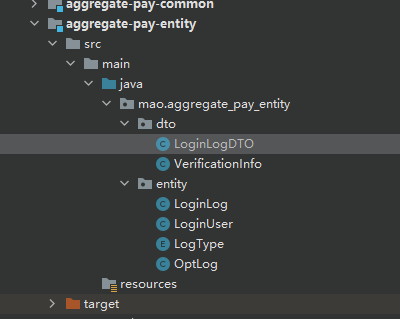 aggregate-pay-common
aggregate-pay-entity
src
main
java
mao.aggregate_pay_entity
dto
LoginLogDTO
VerificationInfo
entity
LoginLog
LoginUser
LogType
OptLog
resources
target